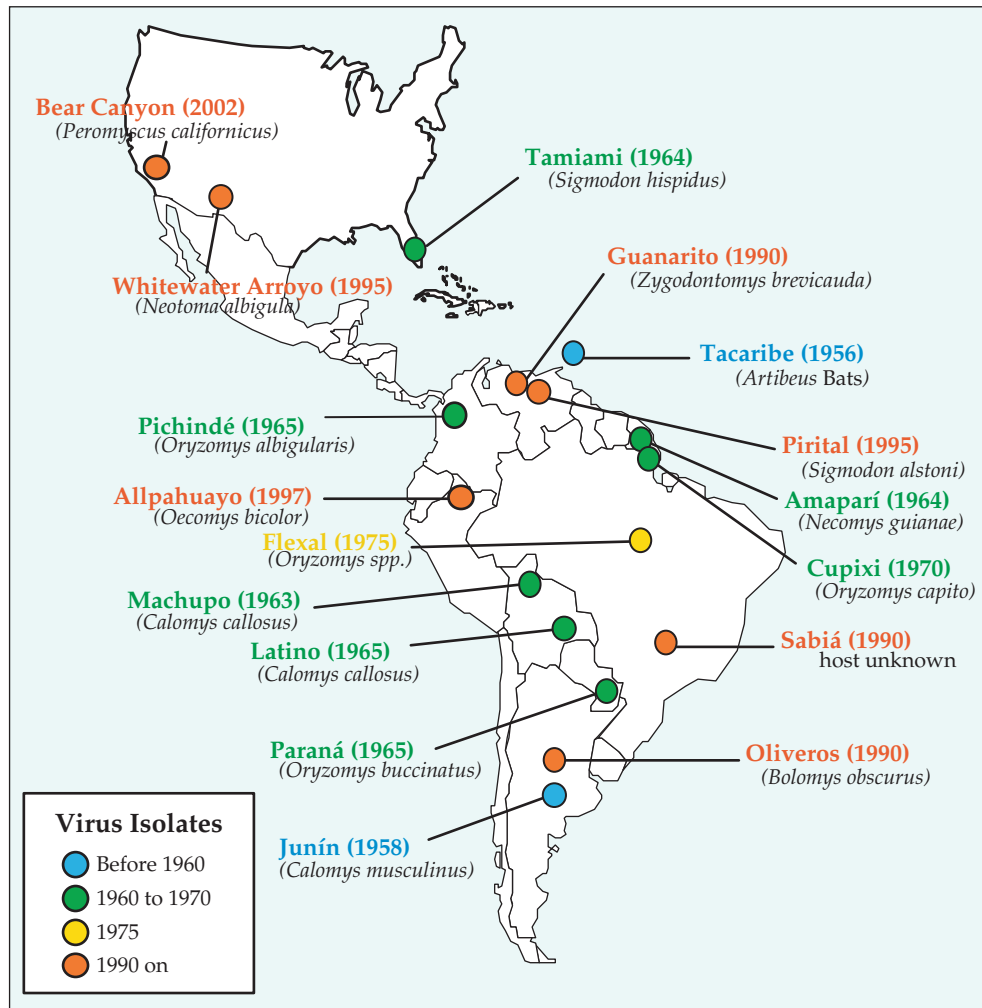 Bear Canyon (2002)
(Peromyscus californicus)
Tamiami (1964)
(Sigmodon hispidus)
Guanarito (1990)
(Zygodontomys brevicauda)
Whitewater Arroyo (1995)
(Neotoma albigula)
Tacaribe (1956)
(Artibeus Bats)
Pichindé (1965)
(Oryzomys albigularis)
Pirital (1995)
(Sigmodon alstoni)
Allpahuayo (1997)
(Oecomys bicolor)
Amaparí (1964)
(Necomys guianae)
Flexal (1975)
(Oryzomys spp.)
Cupixi (1970)
(Oryzomys capito)
Machupo (1963)
(Calomys callosus)
Sabiá (1990)
host unknown
Latino (1965)
(Calomys callosus)
Paraná (1965)
(Oryzomys buccinatus)
Oliveros (1990)
(Bolomys obscurus)
Junín (1958)
(Calomys musculinus)
Virus Isolates
Before 1960
1960 to 1970
1975
1990 on